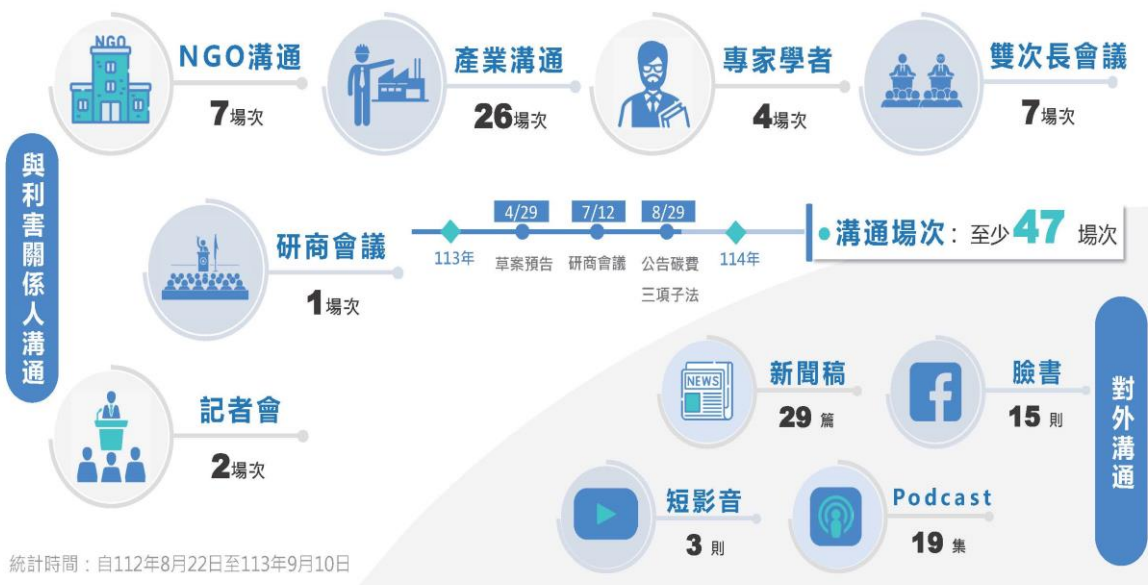 與利害關係人溝通
NGO
NGO溝通
7場次
產業溝通
26場次
專家學者
4場次
雙次長會議
7場次
研商會議
1場次
4/29
7/12
8/29
113年
草案預告
研商會議
公告碳費
三項子法
114年
溝通場次：至少47 場次
記者會
2場次
對外溝通
NEWS
新聞稿
29 篇
臉書
15 則
短影音
3 則
Podcast
19 集
統計時間：自112年8月22日至113年9月10日